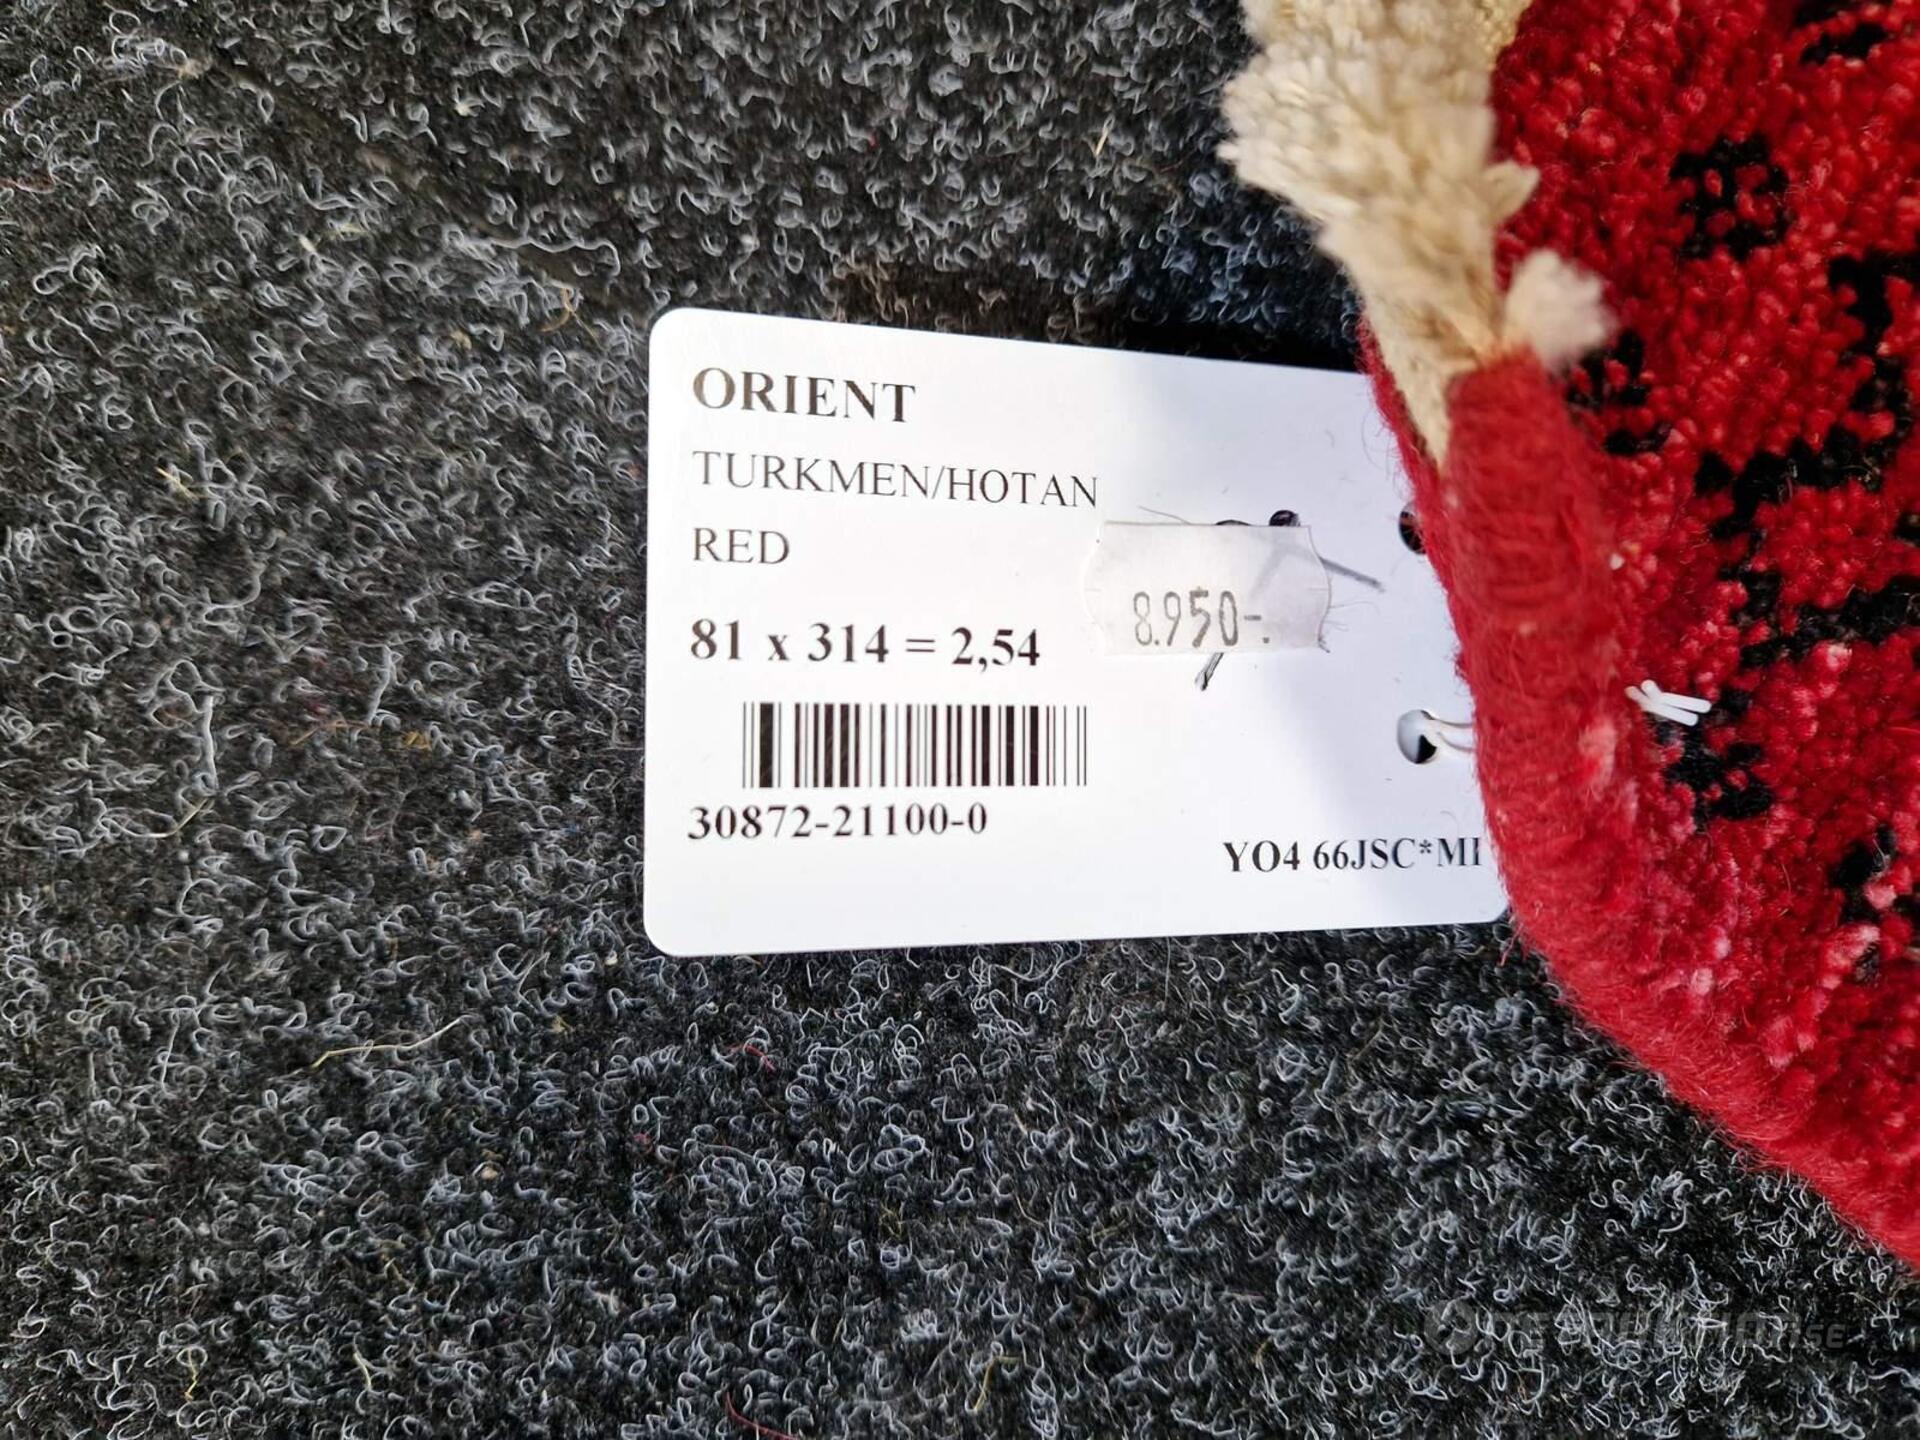 ORIENT
TURKMEN/HOTAN
RED
8.950-.
81 x 314 = 2,54
30872-21100-0
YO4 66JSC*MI